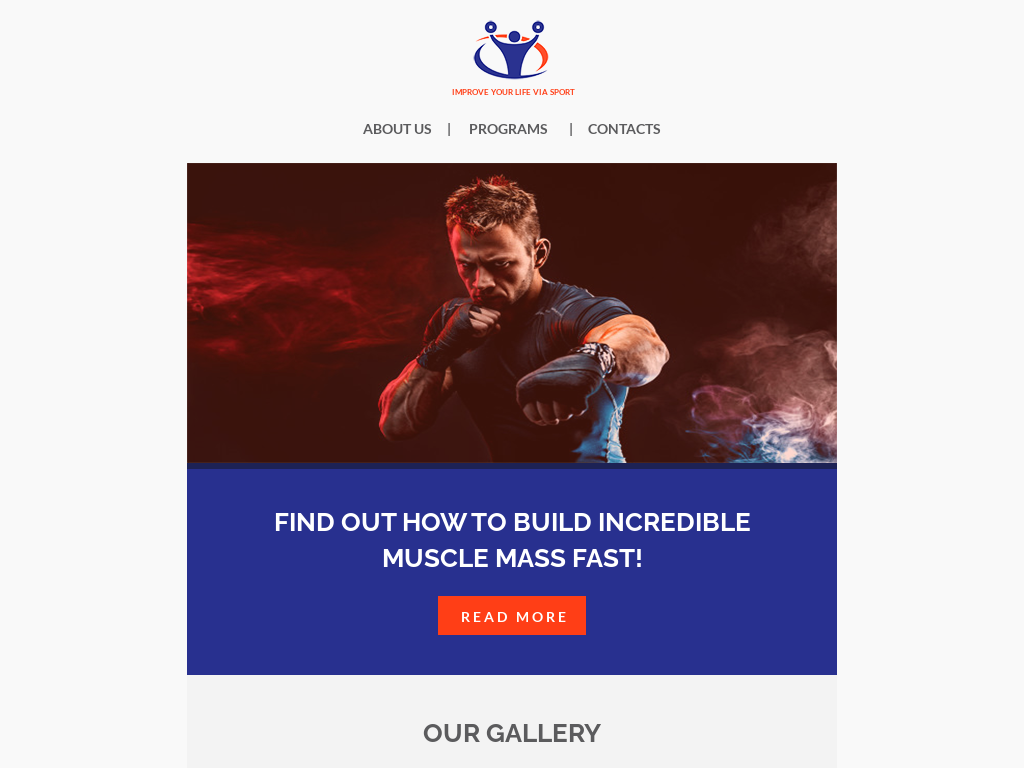 IMPROVE YOUR LIFE VIA SPORT
ABOUT US | PROGRAMS | CONTACTS
FIND OUT HOW TO BUILD INCREDIBLE
MUSCLE MASS FAST!
READ MORE
OUR GALLERY